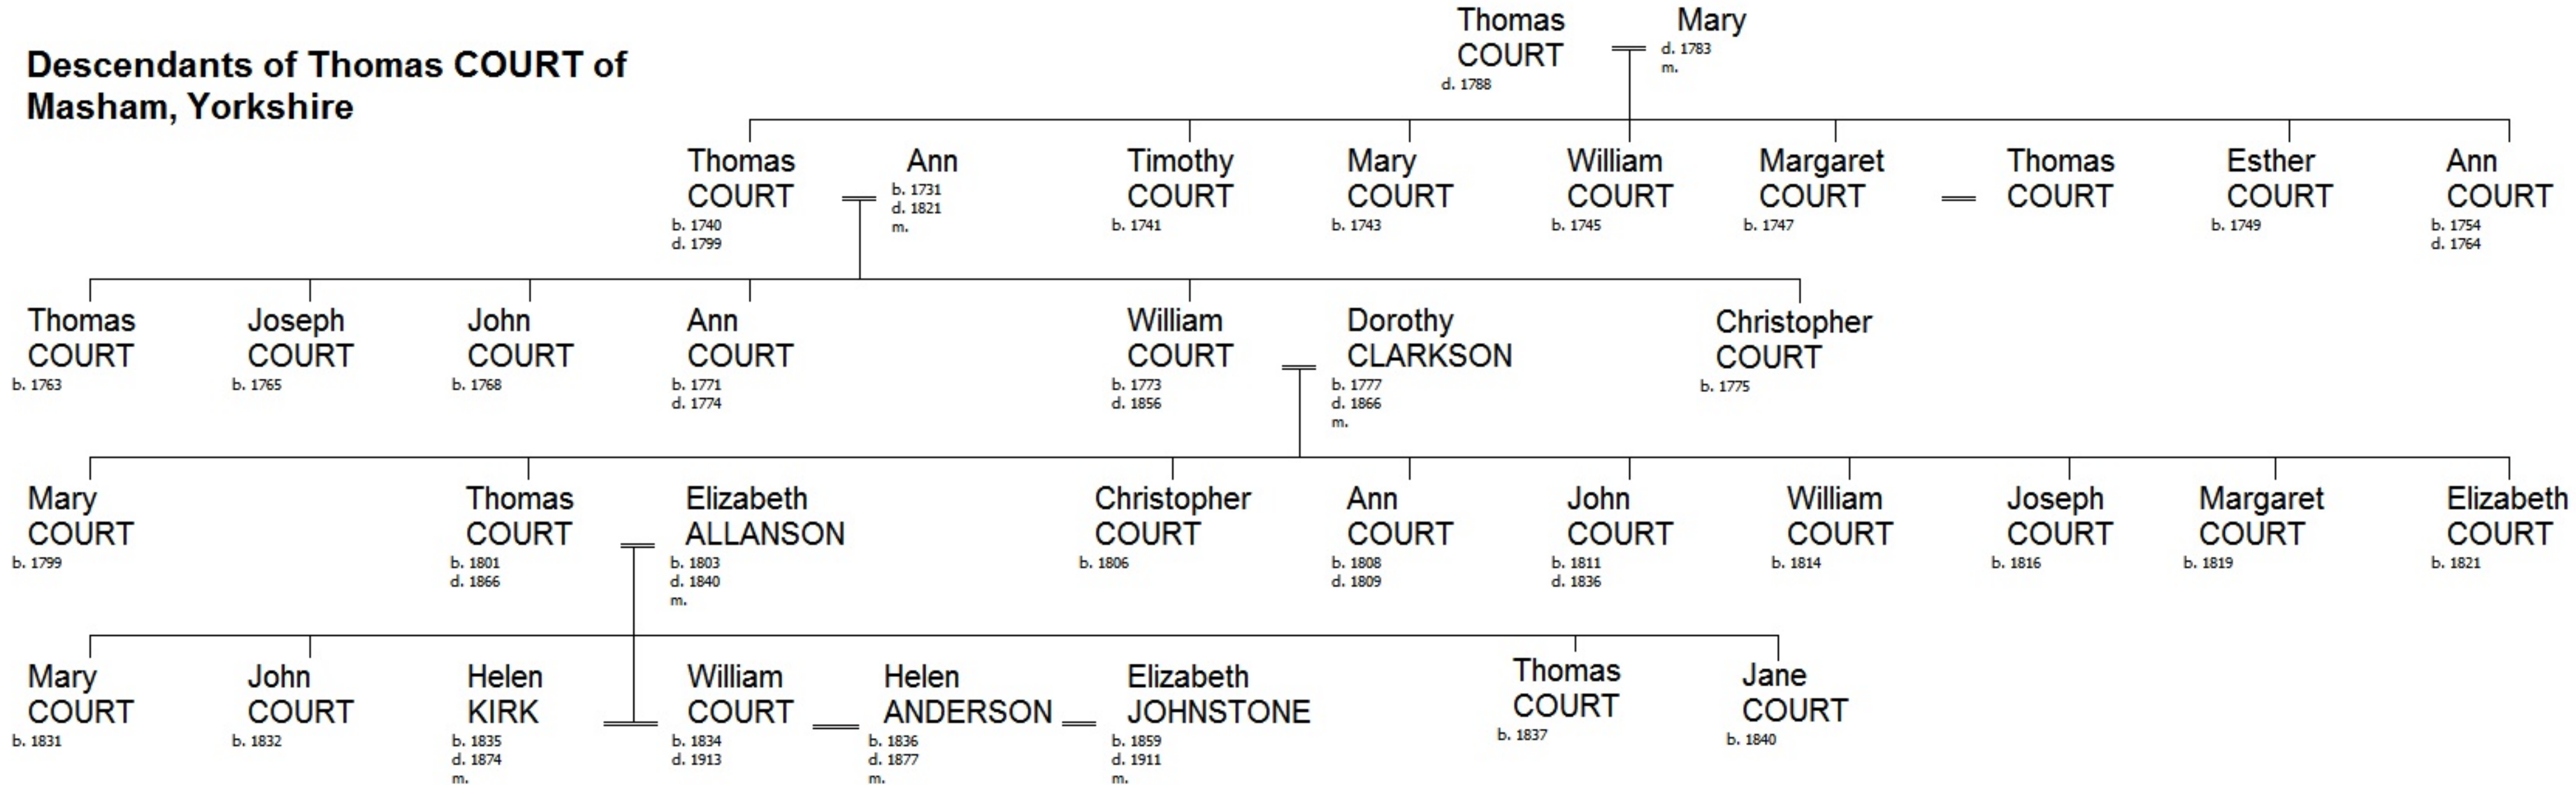 Descendants of Thomas COURT of
Masham, Yorkshire
Thomas
COURT
d. 1788
Mary
d. 1783
m.
Thomas
COURT
b. 1740
d. 1799
Ann
b. 1731
d. 1821
m.
Timothy
COURT
b. 1741
Mary
COURT
b. 1743
William
COURT
b. 1745
Margaret
COURT
b. 1747
Thomas
COURT
Esther
COURT
b. 1749
Ann
COURT
b. 1754
d. 1764
Thomas
COURT
b. 1763
Joseph
COURT
b. 1765
John
COURT
b. 1768
Ann
COURT
b. 1771
d. 1774
William
COURT
b. 1773
d. 1856
Dorothy
CLARKSON
b. 1777
d. 1866
m.
Christopher
COURT
b. 1775
Mary
COURT
b. 1799
Thomas
COURT
b. 1801
d. 1866
Elizabeth
ALLANSON
b. 1803
d. 1840
m.
Christopher
COURT
b. 1806
Ann
COURT
b. 1808
d. 1809
John
COURT
b. 1811
d. 1836
William
COURT
b. 1814
Joseph
COURT
b. 1816
Margaret
COURT
b. 1819
Elizabeth
COURT
b. 1821
Mary
COURT
b. 1831
John
COURT
b. 1832
Helen
KIRK
b. 1835
d. 1874
m.
William
COURT
b. 1834
d. 1913
Helen
ANDERSON
b. 1836
d. 1877
m.
Elizabeth
JOHNSTONE
b. 1859
d. 1911
m.
Thomas
COURT
b. 1837
Jane
COURT
b. 1840